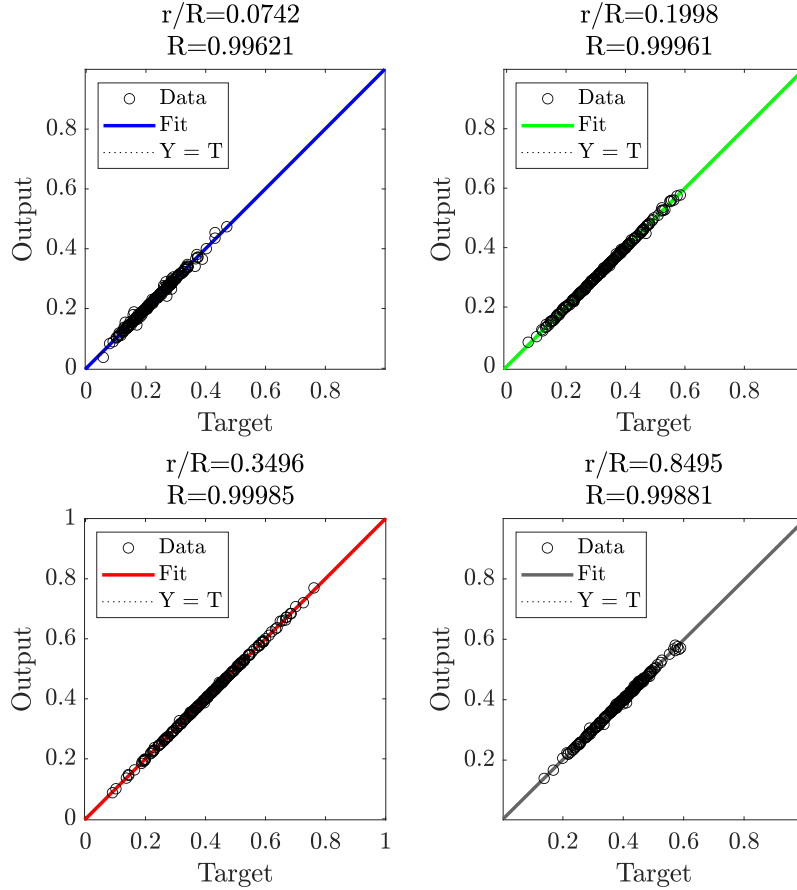 r/R=0.0742
R=0.99621
Data
Fit
Y = T
Output
0.8
0.6
0.4
0.2
0
0 0.2 0.4 0.6 0.8
Target
r/R=0.1998
R=0.99961
Data
Fit
Y = T
Output
0.8
0.6
0.4
0.2
0
0 0.2 0.4 0.6 0.8
Target
r/R=0.3496
R=0.99985
Data
Fit
Y = T
Output
1
0.8
0.6
0.4
0.2
0
0 0.2 0.4 0.6 0.8 1
Target
r/R=0.8495
R=0.99881
Data
Fit
Y = T
Output
0.8
0.6
0.4
0.2
0.2 0.4 0.6 0.8
Target